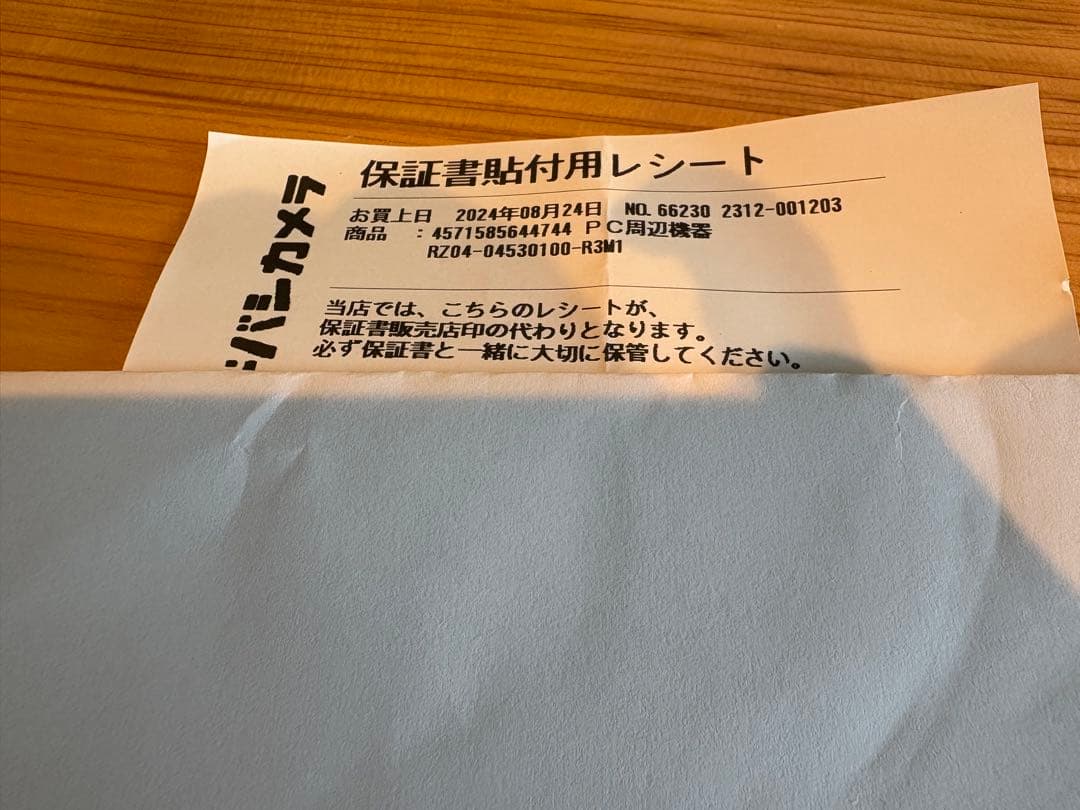 保証書貼付用レシート
お買上日 2024年08月24日 NO. 66230 2312-001203
商品 :4571585644744 PC周辺機器
RZ04-04530100-R3M1
当店では、こちらのレシートが、
保証書販売店印の代わりとなります。
必ず保証書と一緒に大切に保管してください。
バシカメラ